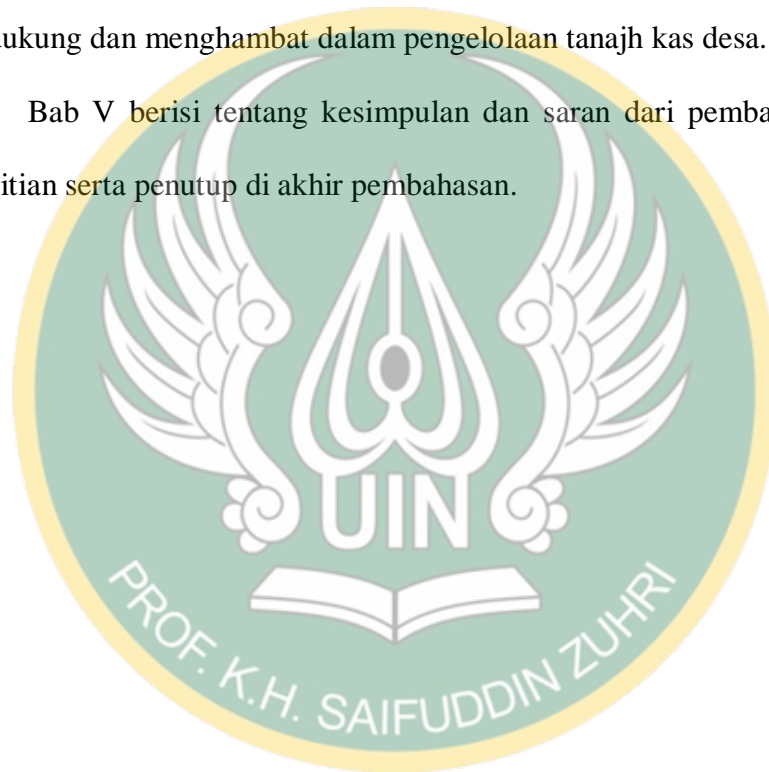 dukung dan menghambat dalam pengelolaan tanajh kas desa.
Bab V berisi tentang kesimpulan dan saran dari pemba
itian serta penutup di akhir pembahasan.
UIN
PROF. K.H. SAIFUDDIN ZUHRI